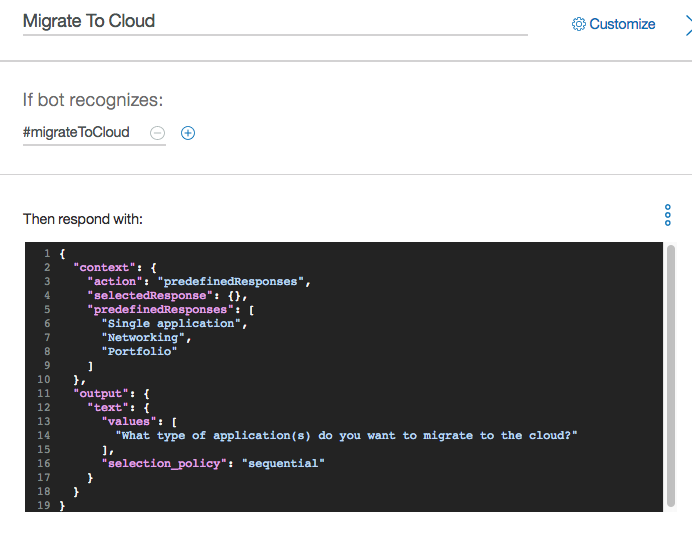 Migrate To Cloud
Customize
If bot recognizes:
#migrateToCloud
Then respond with:
1 {
2   "context": {
3     "action": "predefinedResponses",
4     "selectedResponse": {},
5     "predefinedResponses": [
6       "Single application",
7       "Networking",
8       "Portfolio"
9     ]
10   },
11   "output": {
12     "text": {
13       "values": [
14         "What type of application(s) do you want to migrate to the cloud?"
15       ],
16       "selection_policy": "sequential"
17     }
18   }
19 }